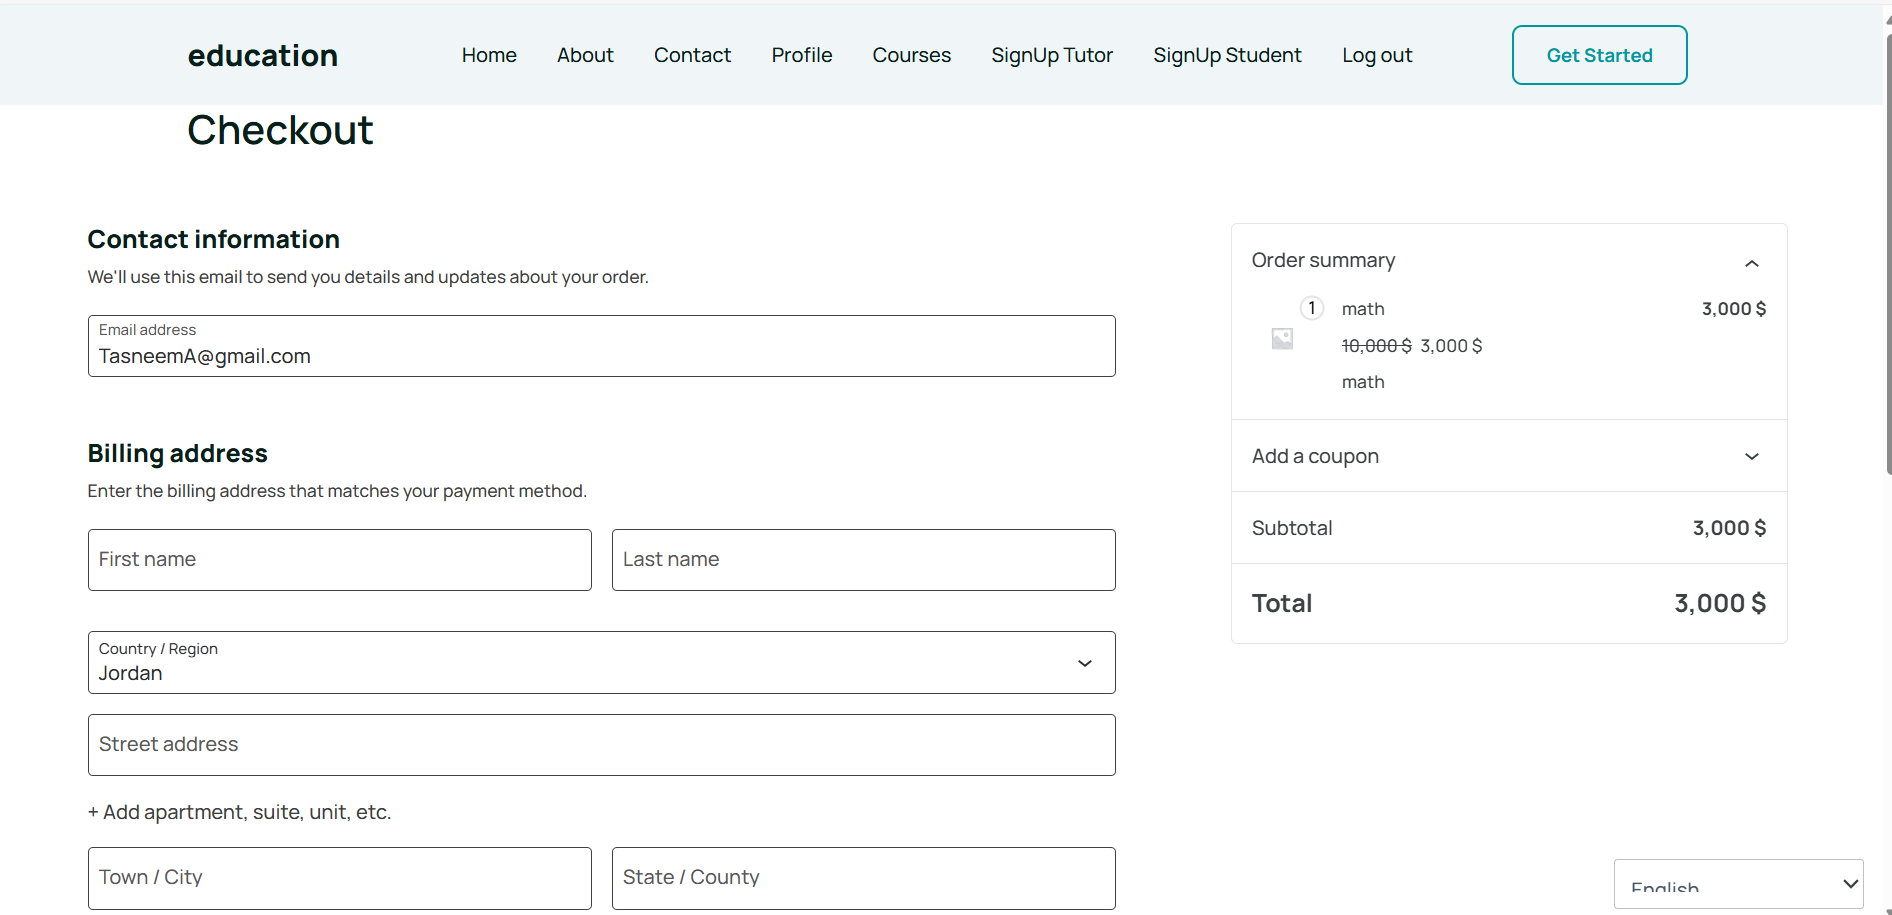 education
Home About Contact Profile Courses SignUp Tutor SignUp Student Log out
Get Started
Checkout
Contact information
We'll use this email to send you details and updates about your order.
Email address
TasneemA@gmail.com
Billing address
Enter the billing address that matches your payment method.
First name
Last name
Country / Region
Jordan
Street address
+ Add apartment, suite, unit, etc.
Town / City
State / County
Order summary
1 math 3,000 $
10,000 $ 3,000 $
math
Add a coupon
Subtotal 3,000 $
Total 3,000 $
English